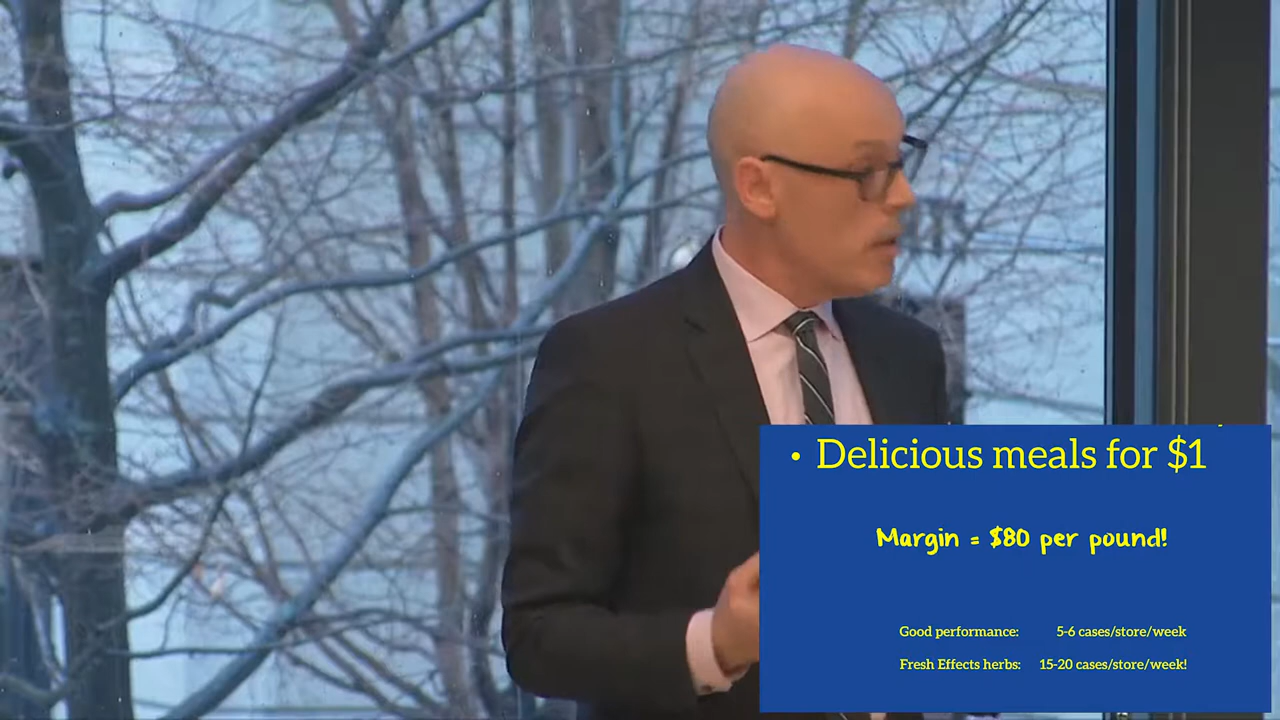 • Delicious meals for $1
Margin = $80 per pound!
Good performance: 5-6 cases/store/week
Fresh Effects herbs: 15-20 cases/store/week!